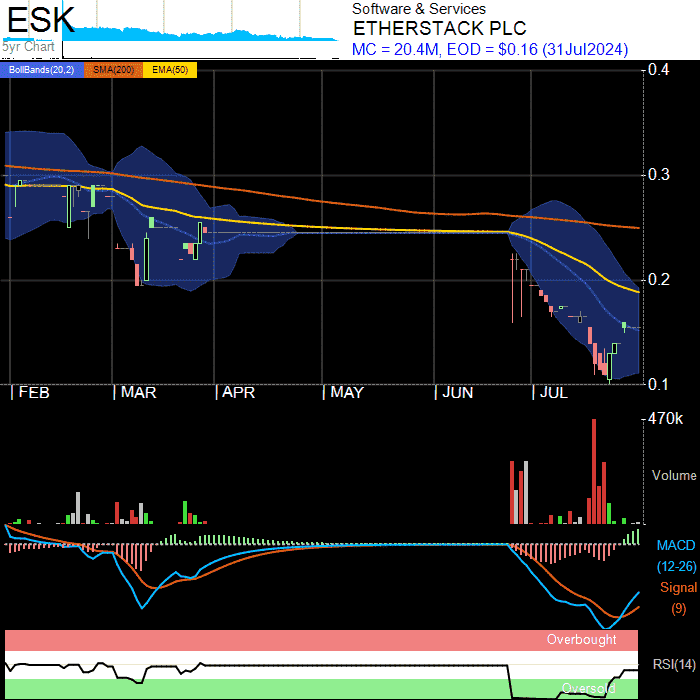 ESK
5yr Chart
Software & Services
ETHERSTACK PLC
MC = 20.4M, EOD = $0.16 (31Jul2024)
BollBands(20,2) SMA(200) EMA(50)
0.4
0.3
0.2
0.1
FEB MAR APR MAY JUN JUL
470k
Volume
MACD
(12-26)
Signal
(9)
Overbought
RSI(14)
Oversold